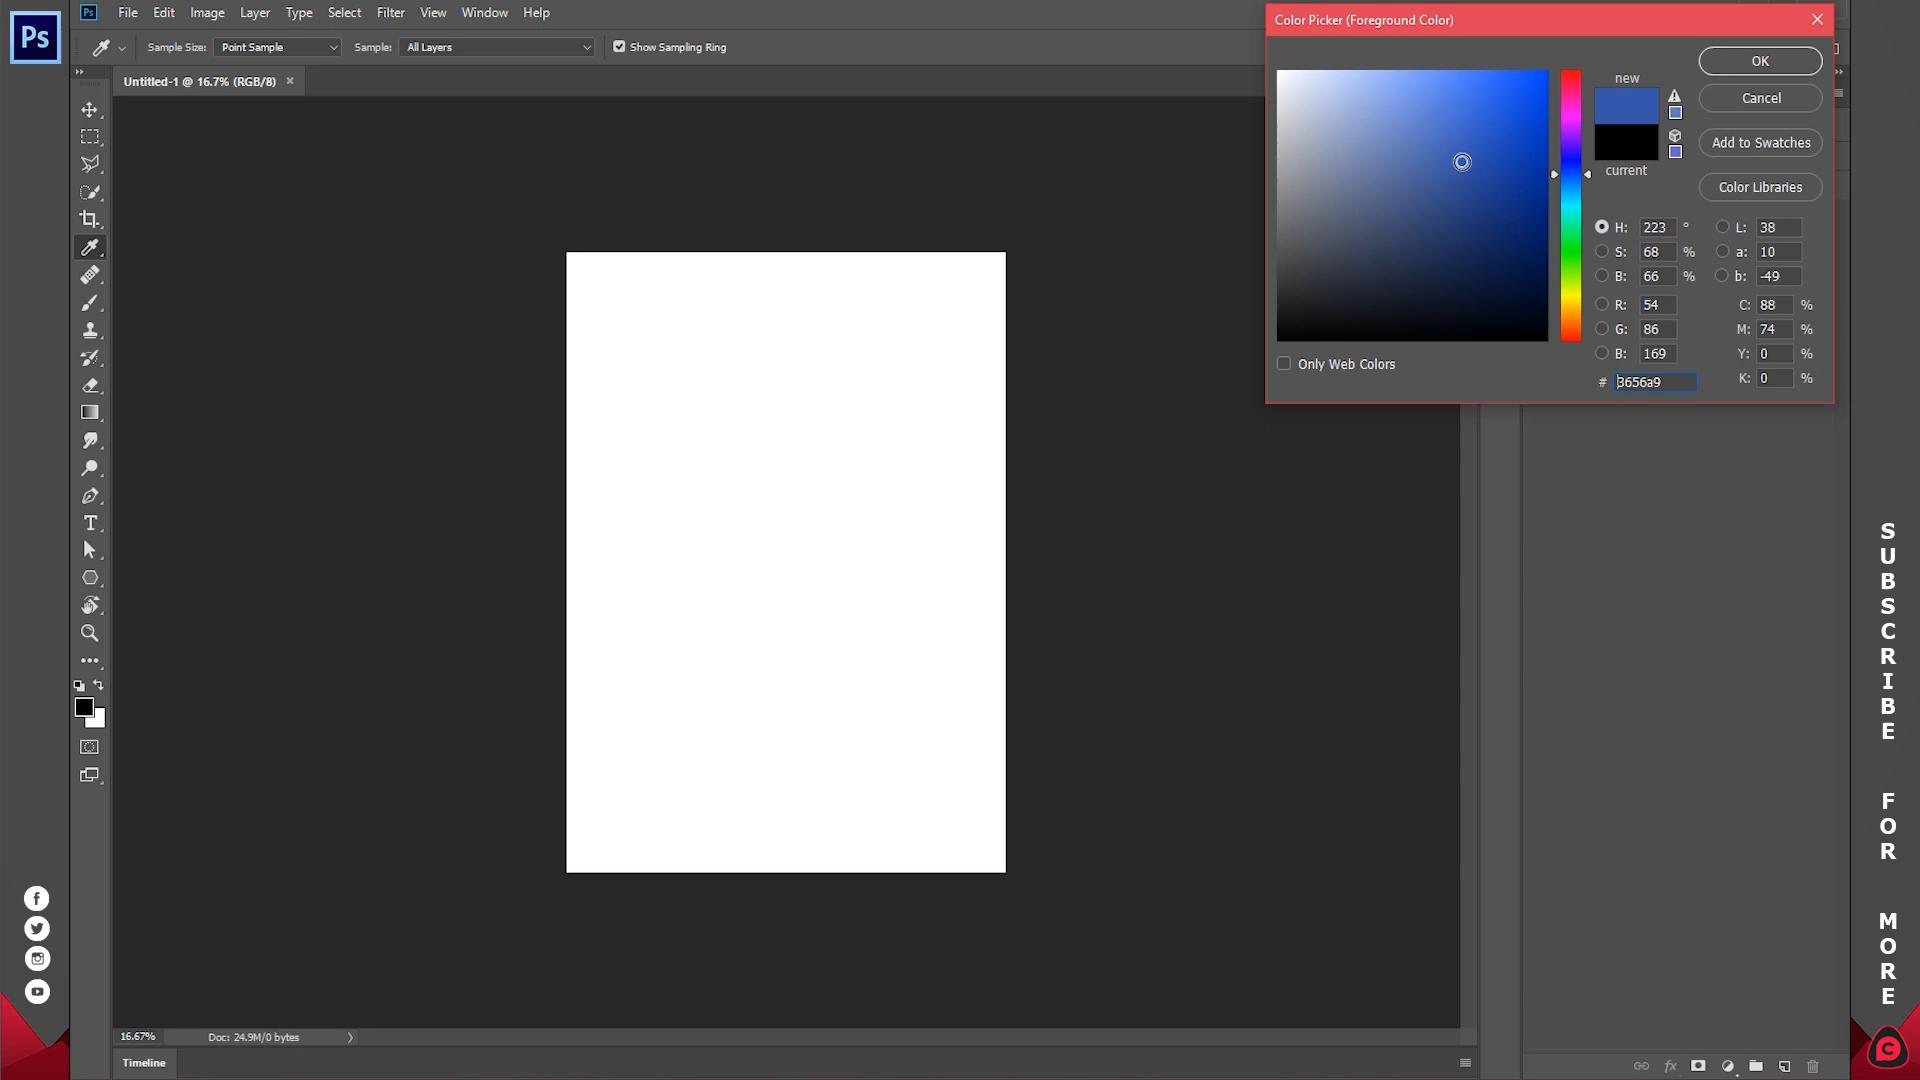 Ps
Ps File Edit Image Layer Type Select Filter View Window Help
Sample Size: Point Sample Sample: All Layers Show Sampling Ring
Untitled-1 @ 16.7% (RGB/8) ×
Color Picker (Foreground Color)
new
current
OK
Cancel
Add to Swatches
Color Libraries
H: 223 ° L: 38
S: 68 % a: 10
B: 66 % b: -49
R: 54 C: 88 %
G: 86 M: 74 %
B: 169 Y: 0 %
# 3656a9 K: 0 %
Only Web Colors
T
16.67% Doc: 24.9M/0 bytes
Timeline
fx
SUBSCRIBE
FOR
MORE